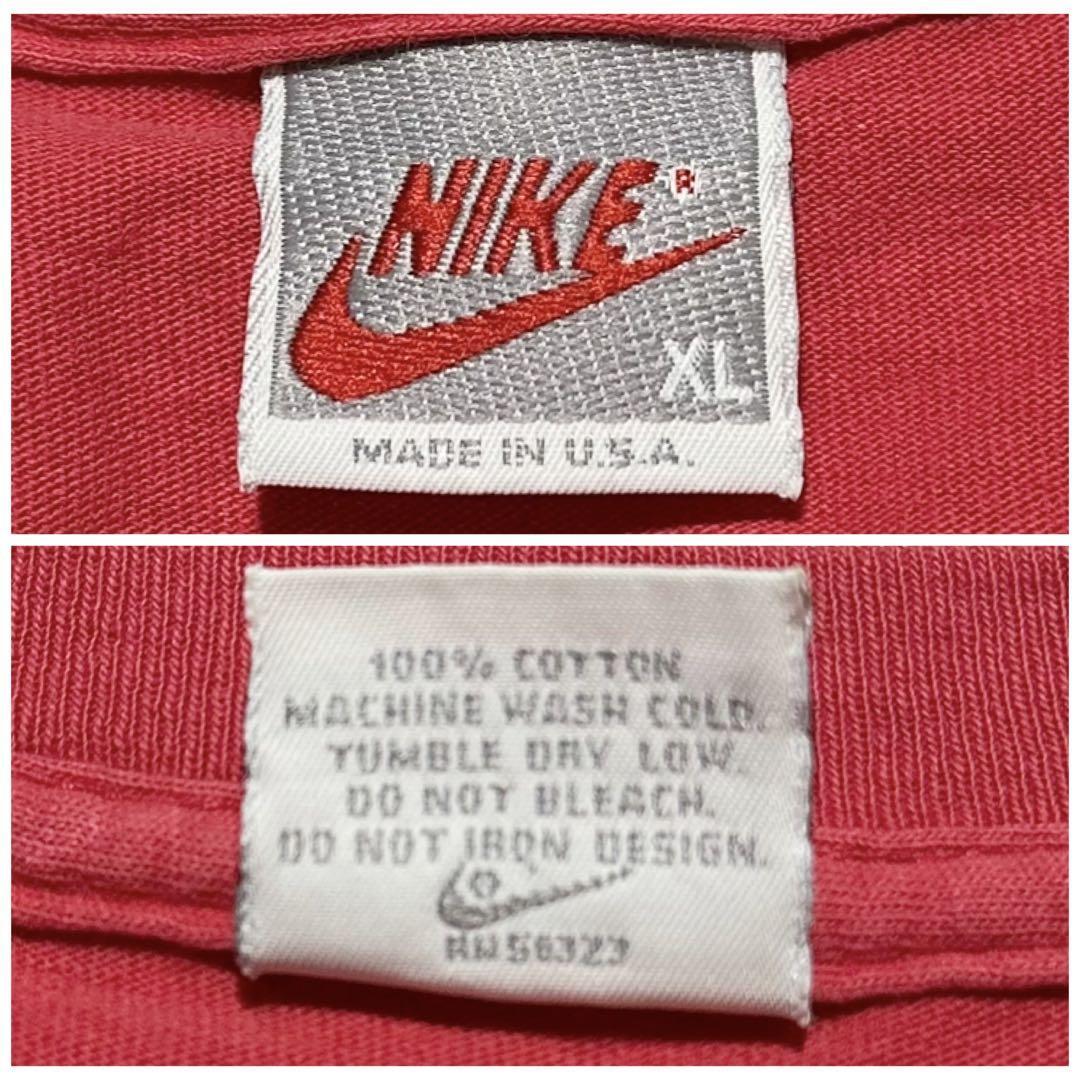 NIKE®
XL
MADE IN U.S.A.
100% COTTON
MACHINE WASH COLD.
TUMBLE DRY LOW.
DO NOT BLEACH.
DO NOT IRON DESIGN.
RN56323